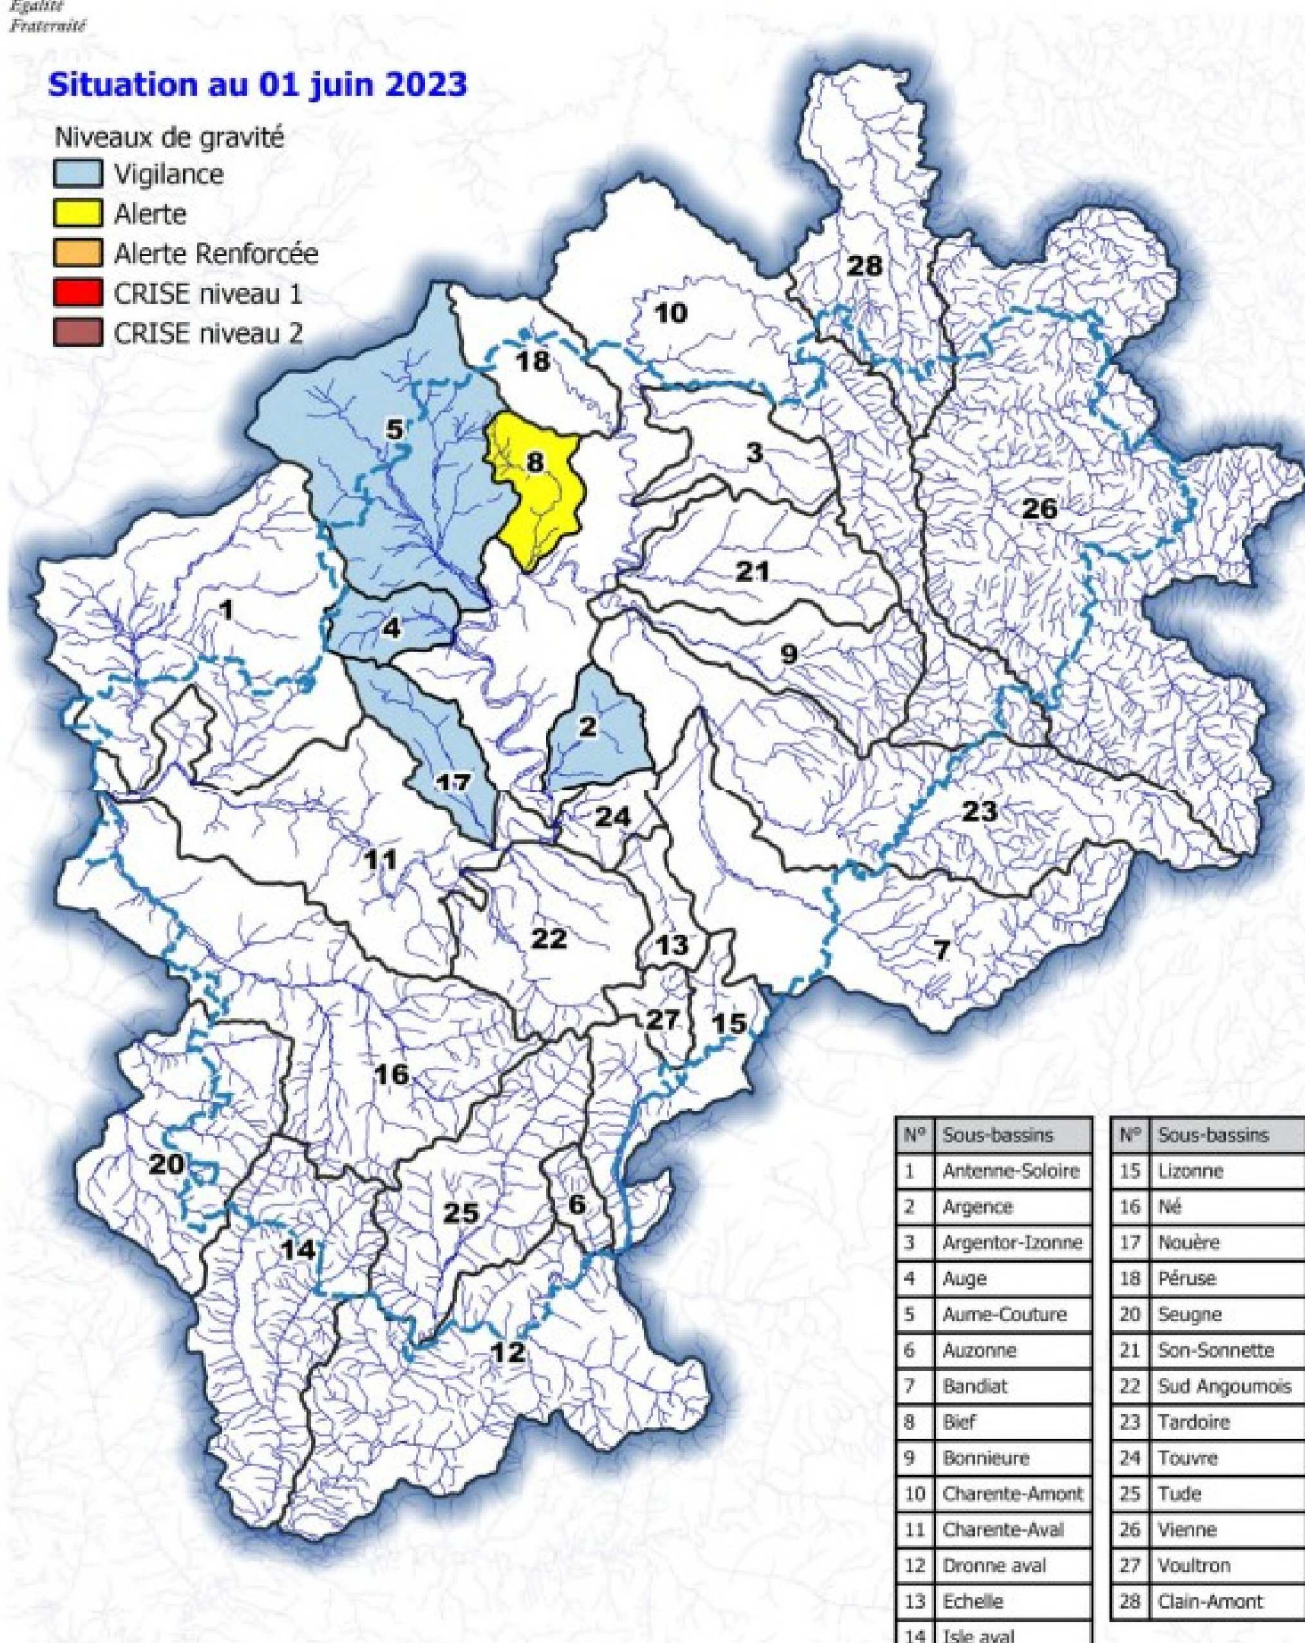 Égalité
Fraternité
Situation au 01 juin 2023
Niveaux de gravité
Vigilance
Alerte
Alerte Renforcée
CRISE niveau 1
CRISE niveau 2
28
10
18
5
8
3
26
21
1
4
9
2
17
24
23
11
22
13
7
27
15
16
20
6
25
14
12
N° Sous-bassins
1 Antenne-Soloire
2 Argence
3 Argentor-Izonne
4 Auge
5 Aume-Couture
6 Auzonne
7 Bandiat
8 Bief
9 Bonnieure
10 Charente-Amont
11 Charente-Aval
12 Dronne aval
13 Echelle
14 Isle aval
N° Sous-bassins
15 Lizonne
16 Né
17 Nouère
18 Péruse
20 Seugne
21 Son-Sonnette
22 Sud Angoumois
23 Tardoire
24 Touvre
25 Tude
26 Vienne
27 Voultron
28 Clain-Amont